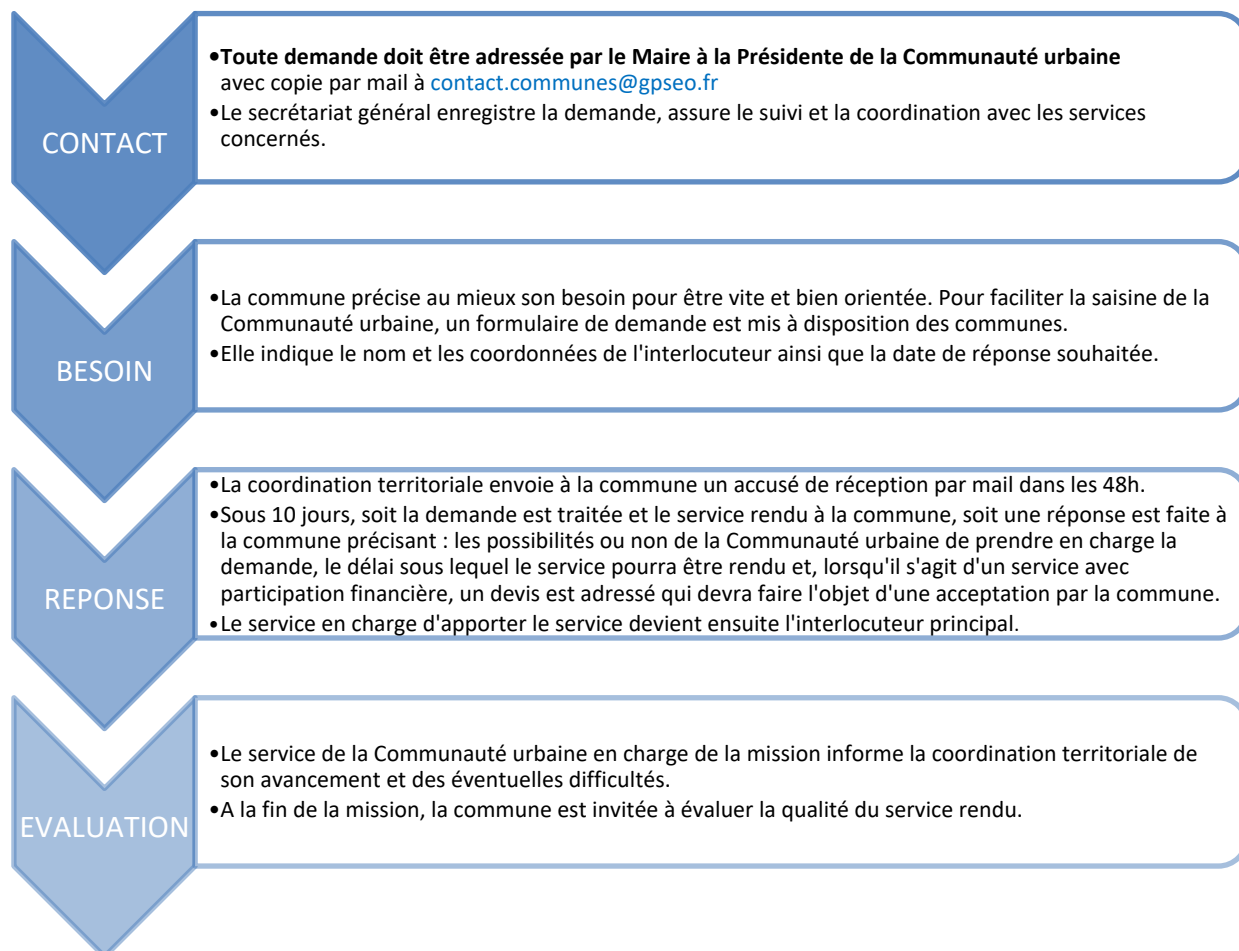 CONTACT
•Toute demande doit être adressée par le Maire à la Présidente de la Communauté urbaine
avec copie par mail à contact.communes@gpseo.fr
•Le secrétariat général enregistre la demande, assure le suivi et la coordination avec les services
concernés.
BESOIN
•La commune précise au mieux son besoin pour être vite et bien orientée. Pour faciliter la saisine de la
Communauté urbaine, un formulaire de demande est mis à disposition des communes.
•Elle indique le nom et les coordonnées de l'interlocuteur ainsi que la date de réponse souhaitée.
REPONSE
•La coordination territoriale envoie à la commune un accusé de réception par mail dans les 48h.
•Sous 10 jours, soit la demande est traitée et le service rendu à la commune, soit une réponse est faite à
la commune précisant : les possibilités ou non de la Communauté urbaine de prendre en charge la
demande, le délai sous lequel le service pourra être rendu et, lorsqu'il s'agit d'un service avec
participation financière, un devis est adressé qui devra faire l'objet d'une acceptation par la commune.
•Le service en charge d'apporter le service devient ensuite l'interlocuteur principal.
EVALUATION
•Le service de la Communauté urbaine en charge de la mission informe la coordination territoriale de
son avancement et des éventuelles difficultés.
•A la fin de la mission, la commune est invitée à évaluer la qualité du service rendu.